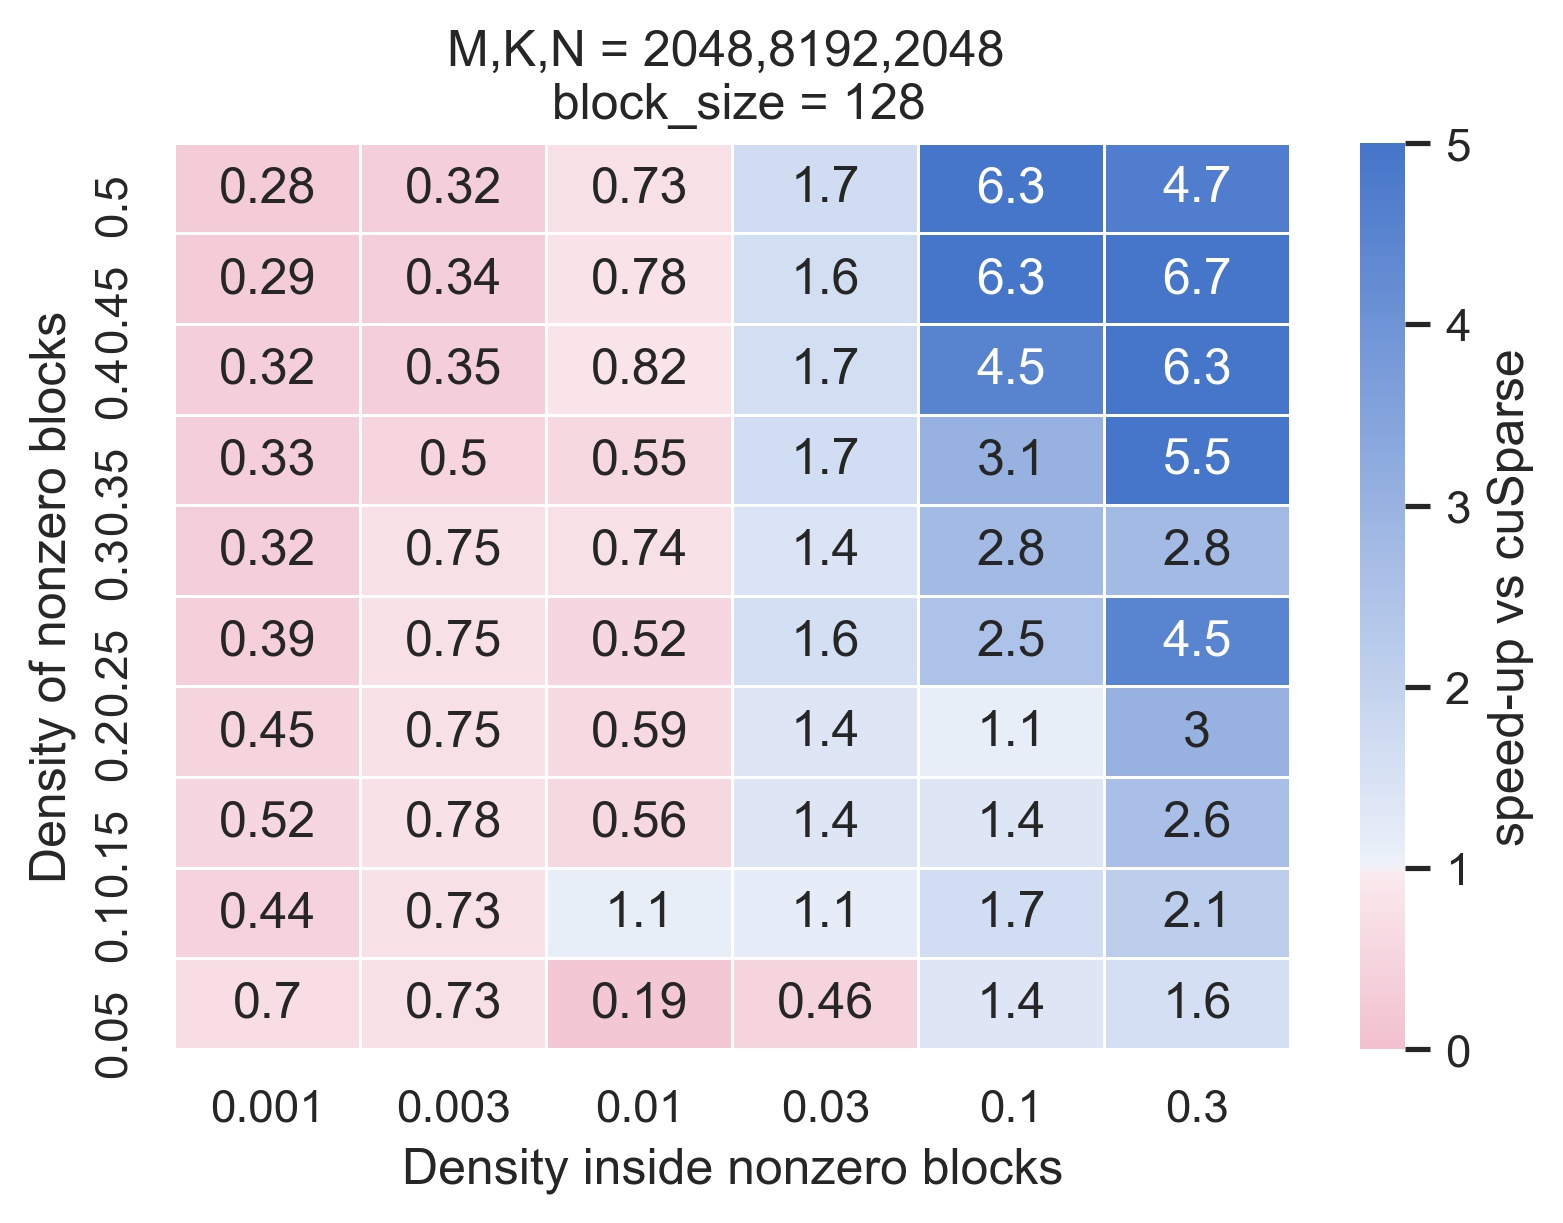 M,K,N = 2048,8192,2048
block_size = 128
Density of nonzero blocks
0.5 0.28 0.32 0.73 1.7 6.3 4.7
0.45 0.29 0.34 0.78 1.6 6.3 6.7
0.4 0.32 0.35 0.82 1.7 4.5 6.3
0.35 0.33 0.5 0.55 1.7 3.1 5.5
0.3 0.32 0.75 0.74 1.4 2.8 2.8
0.25 0.39 0.75 0.52 1.6 2.5 4.5
0.2 0.45 0.75 0.59 1.4 1.1 3
0.15 0.52 0.78 0.56 1.4 1.4 2.6
0.1 0.44 0.73 1.1 1.1 1.7 2.1
0.05 0.7 0.73 0.19 0.46 1.4 1.6
0.001 0.003 0.01 0.03 0.1 0.3
Density inside nonzero blocks
5
4
3
2
1
0
speed-up vs cuSparse